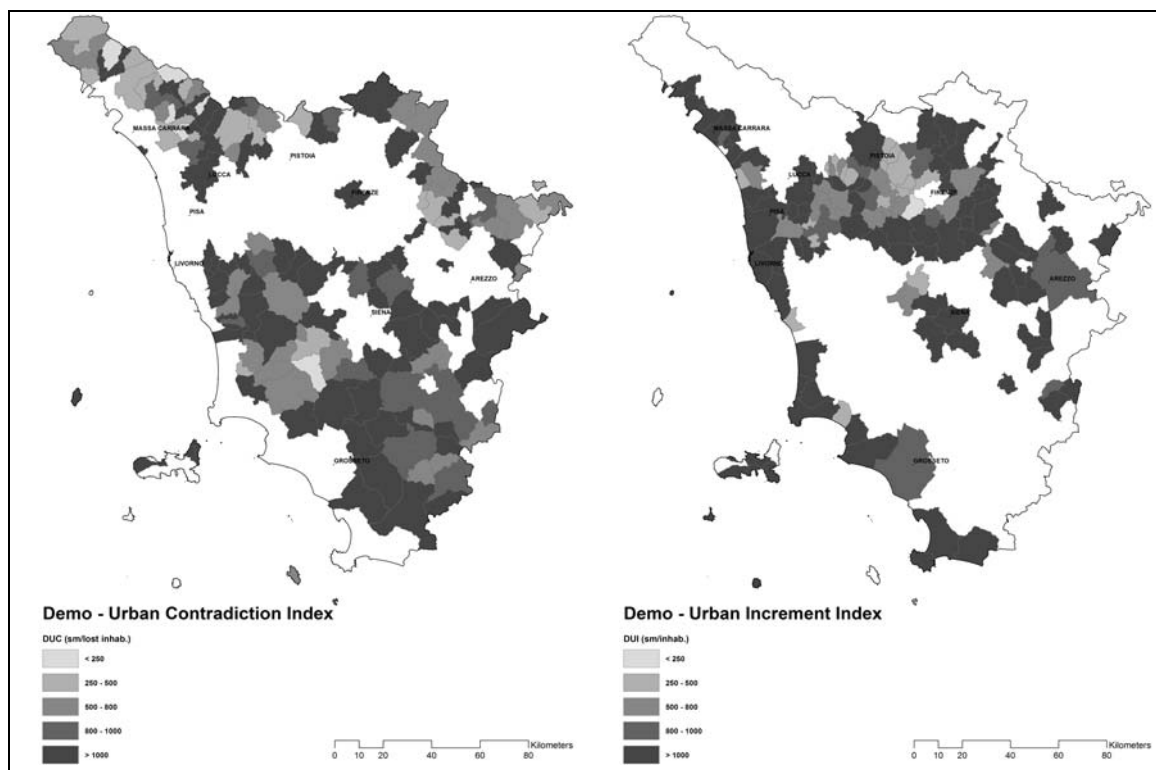 MASSA CARRARA
PISTOIA
LUCCA
FIRENZE
PISA
LIVORNO
AREZZO
SIENA
GROSSETO
Demo - Urban Contradiction Index
DUC (sm/lost inhab.)
< 250
250 - 500
500 - 800
800 - 1000
> 1000
Kilometers
0 10 20 40 60 80
MASSA CARRARA
PISTOIA
LUCCA
FIRENZE
PISA
LIVORNO
AREZZO
SIENA
GROSSETO
Demo - Urban Increment Index
DUI (sm/inhab.)
< 250
250 - 500
500 - 800
800 - 1000
> 1000
Kilometers
0 10 20 40 60 80